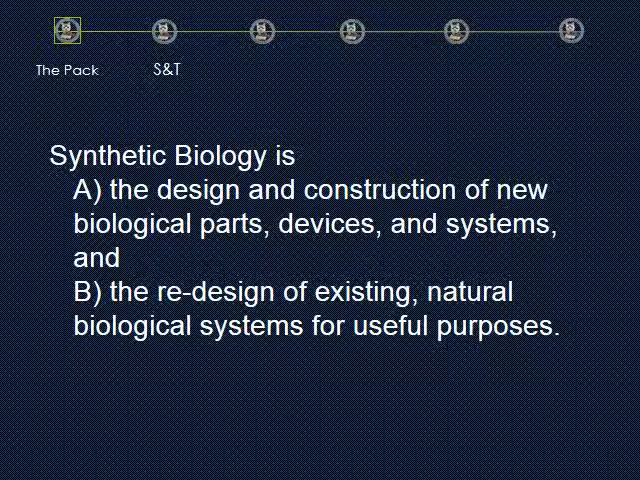 The Pack S&T
Synthetic Biology is
A) the design and construction of new
biological parts, devices, and systems,
and
B) the re-design of existing, natural
biological systems for useful purposes.